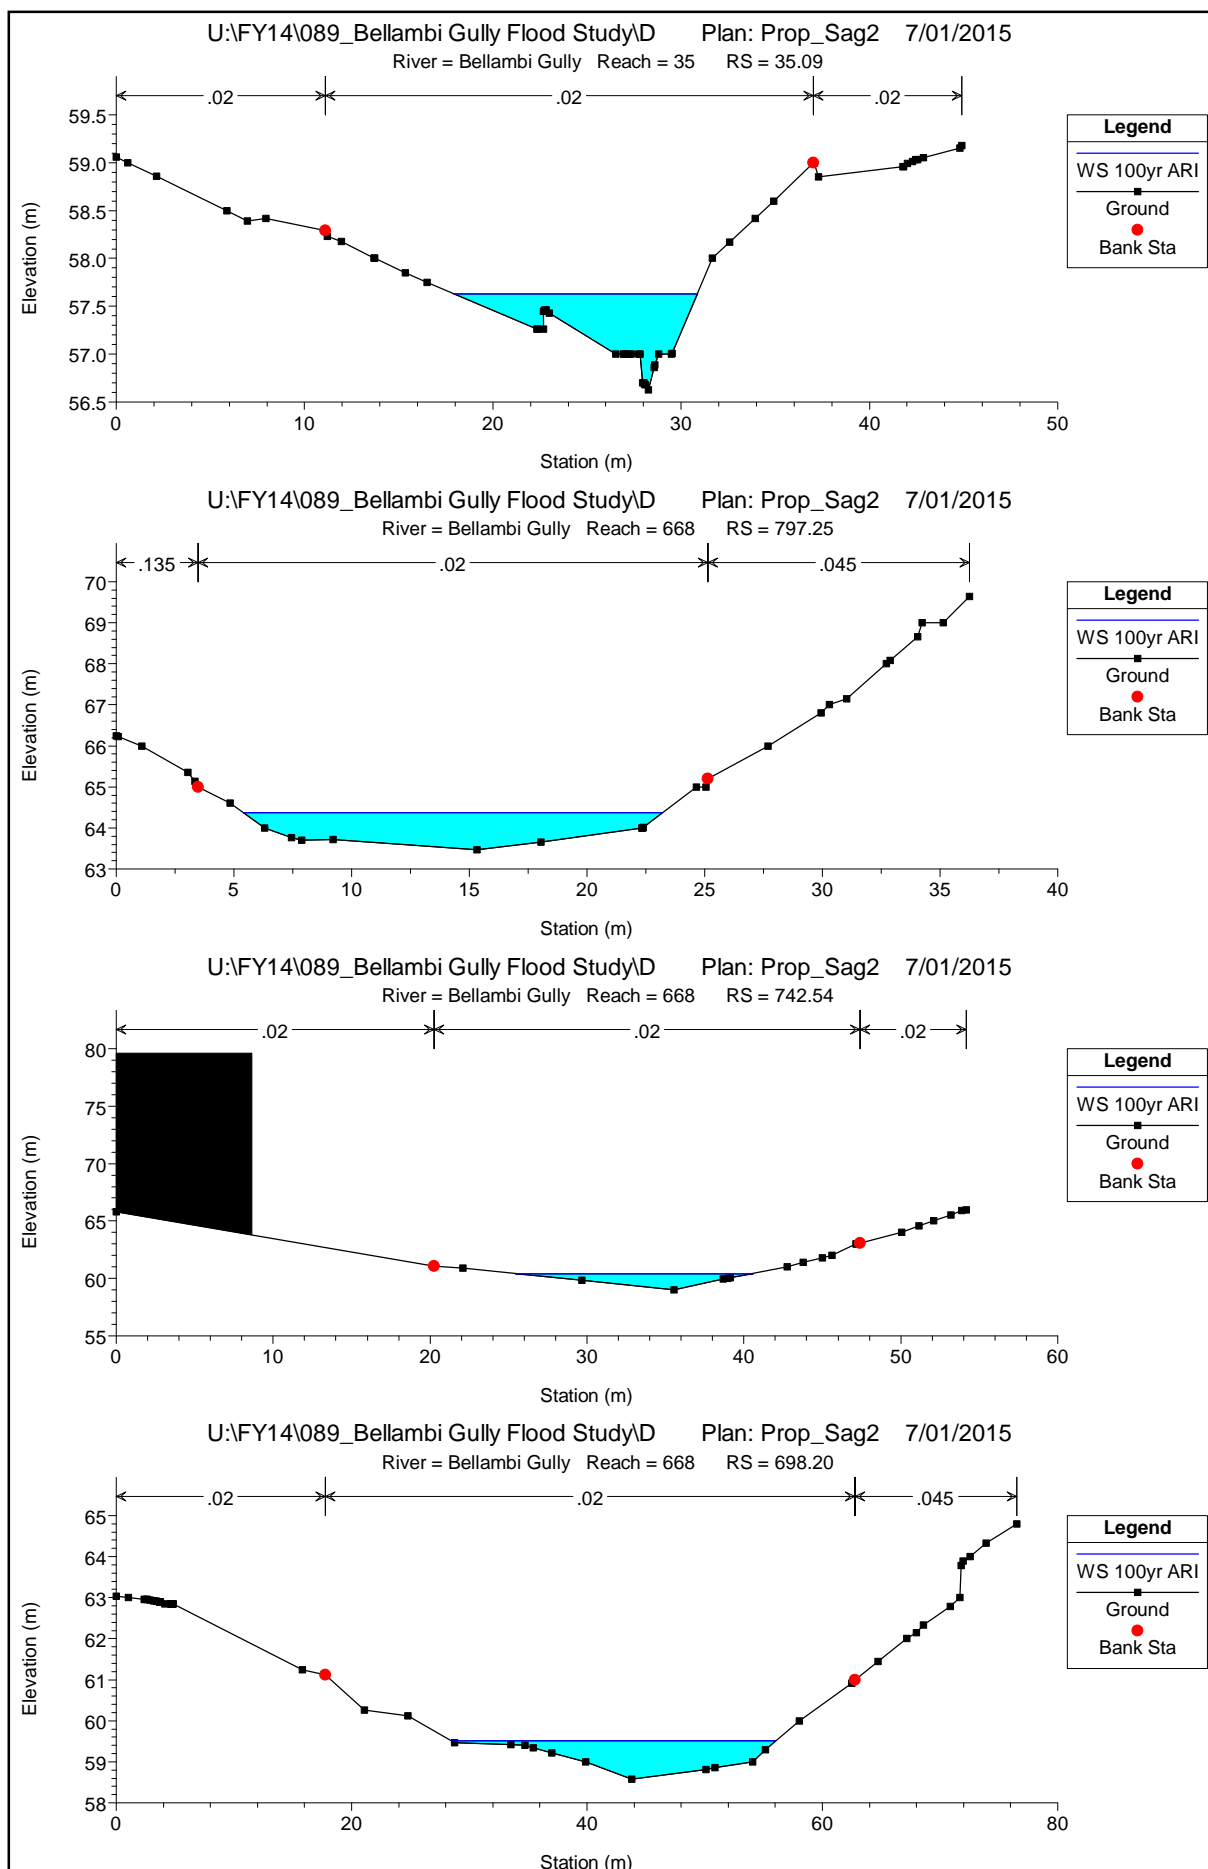 U:\FY14\089_Bellambi Gully Flood Study\D Plan: Prop_Sag2 7/01/2015
River = Bellambi Gully Reach = 35 RS = 35.09
.02 .02 .02
59.5
59.0
58.5
58.0
57.5
57.0
56.5
Elevation (m)
0 10 20 30 40 50
Station (m)
Legend
WS 100yr ARI
Ground
Bank Sta
U:\FY14\089_Bellambi Gully Flood Study\D Plan: Prop_Sag2 7/01/2015
River = Bellambi Gully Reach = 668 RS = 797.25
.135 .02 .045
70
69
68
67
66
65
64
63
Elevation (m)
0 5 10 15 20 25 30 35 40
Station (m)
Legend
WS 100yr ARI
Ground
Bank Sta
U:\FY14\089_Bellambi Gully Flood Study\D Plan: Prop_Sag2 7/01/2015
River = Bellambi Gully Reach = 668 RS = 742.54
.02 .02 .02
80
75
70
65
60
55
Elevation (m)
0 10 20 30 40 50 60
Station (m)
Legend
WS 100yr ARI
Ground
Bank Sta
U:\FY14\089_Bellambi Gully Flood Study\D Plan: Prop_Sag2 7/01/2015
River = Bellambi Gully Reach = 668 RS = 698.20
.02 .02 .045
65
64
63
62
61
60
59
58
Elevation (m)
0 20 40 60 80
Station (m)
Legend
WS 100yr ARI
Ground
Bank Sta